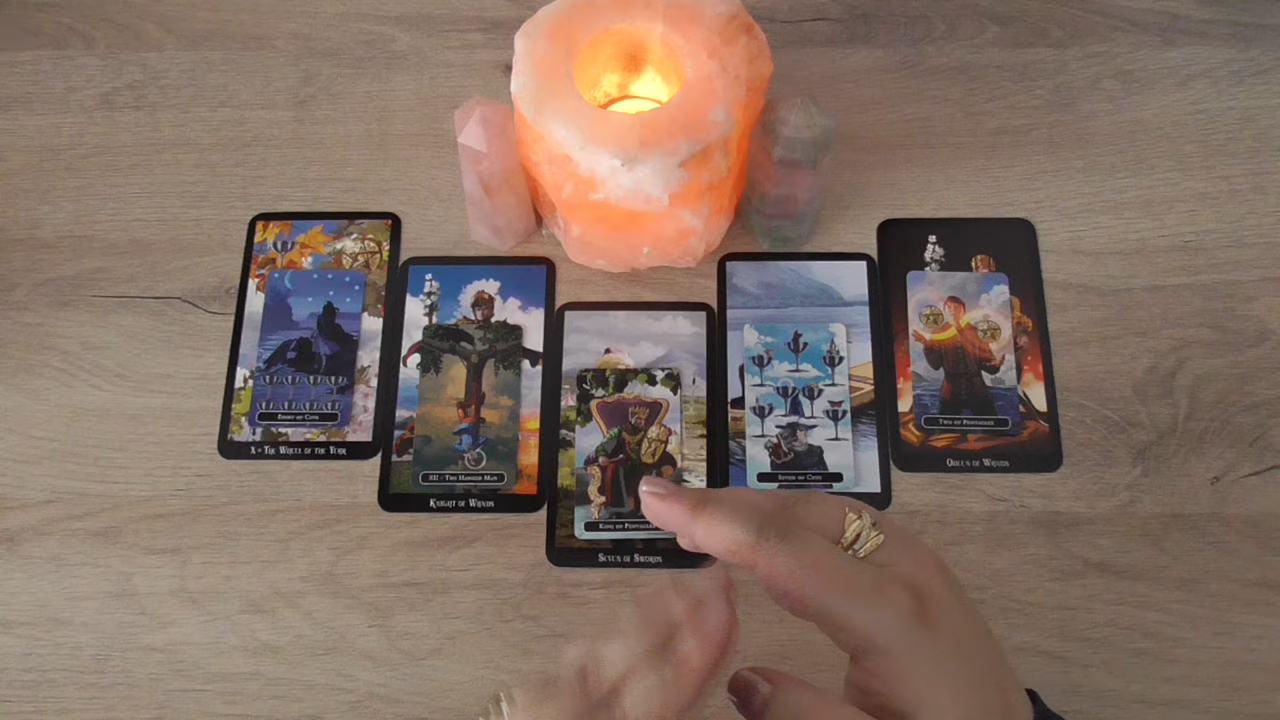 Eight of Cups
X - The Wheel of the Year
XII - The Hanged Man
Knight of Wands
King of Pentacles
Seven of Swords
Seven of Cups
Two of Pentacles
Queen of Wands